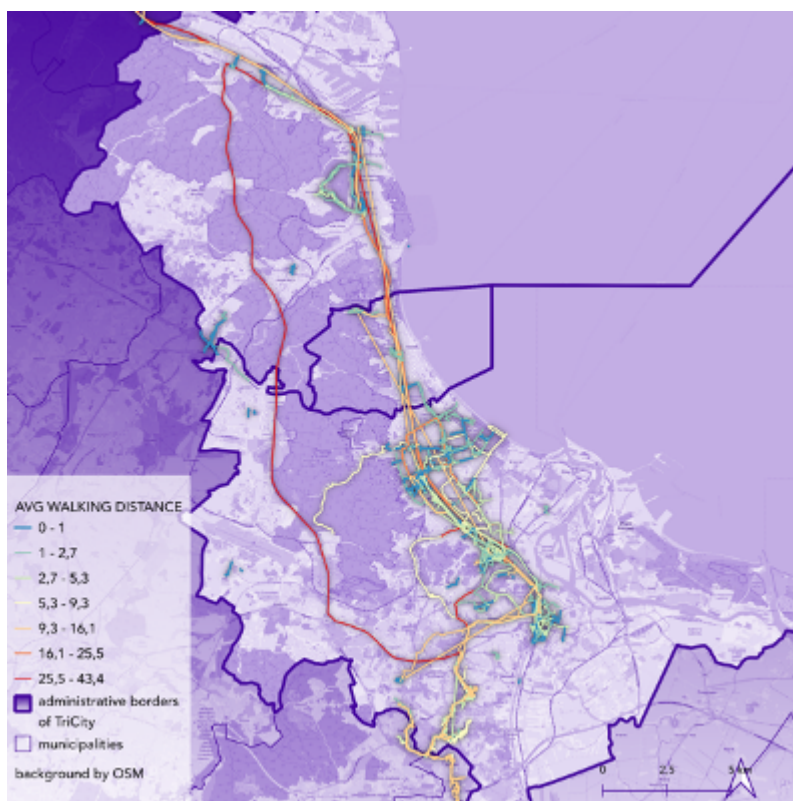 AVG WALKING DISTANCE
0 - 1
1 - 2,7
2,7 - 5,3
5,3 - 9,3
9,3 - 16,1
16,1 - 25,5
25,5 - 43,4
administrative borders
of TriCity
municipalities
background by OSM
0 2.5 5 km